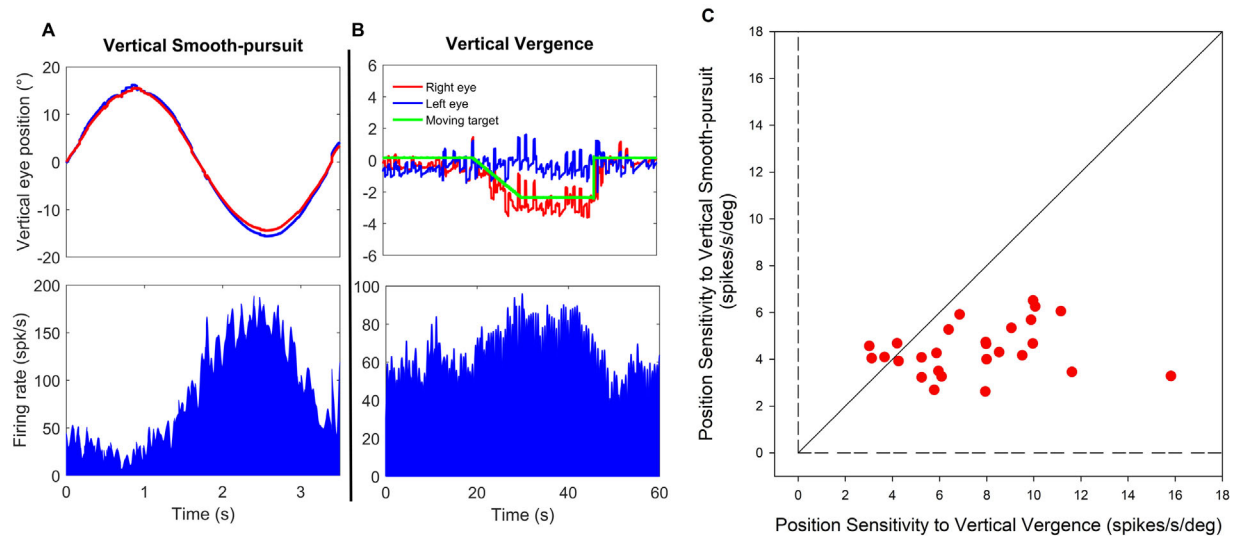 A
Vertical Smooth-pursuit
Vertical eye position (°)
20
10
0
-10
-20
Firing rate (spk/s)
200
150
100
50
0
0 1 2 3
Time (s)
B
Vertical Vergence
6
4
2
0
-2
-4
-6
Right eye
Left eye
Moving target
100
80
60
40
20
0
0 20 40 60
Time (s)
C
Position Sensitivity to Vertical Smooth-pursuit
(spikes/s/deg)
18
16
14
12
10
8
6
4
2
0
0 2 4 6 8 10 12 14 16 18
Position Sensitivity to Vertical Vergence (spikes/s/deg)